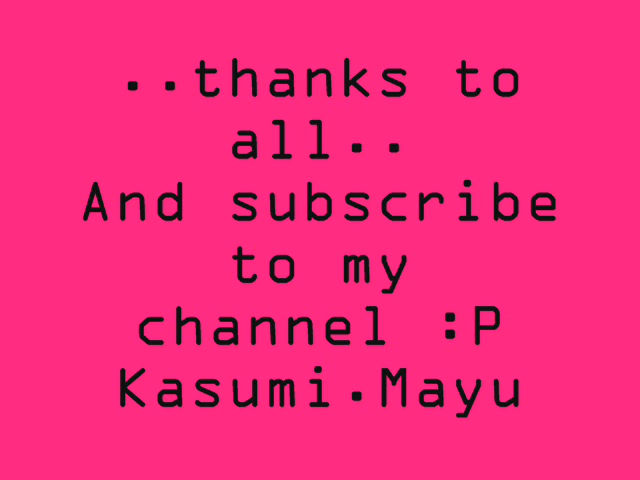 ..thanks to
all..
And subscribe
to my
channel :P
Kasumi.Mayu